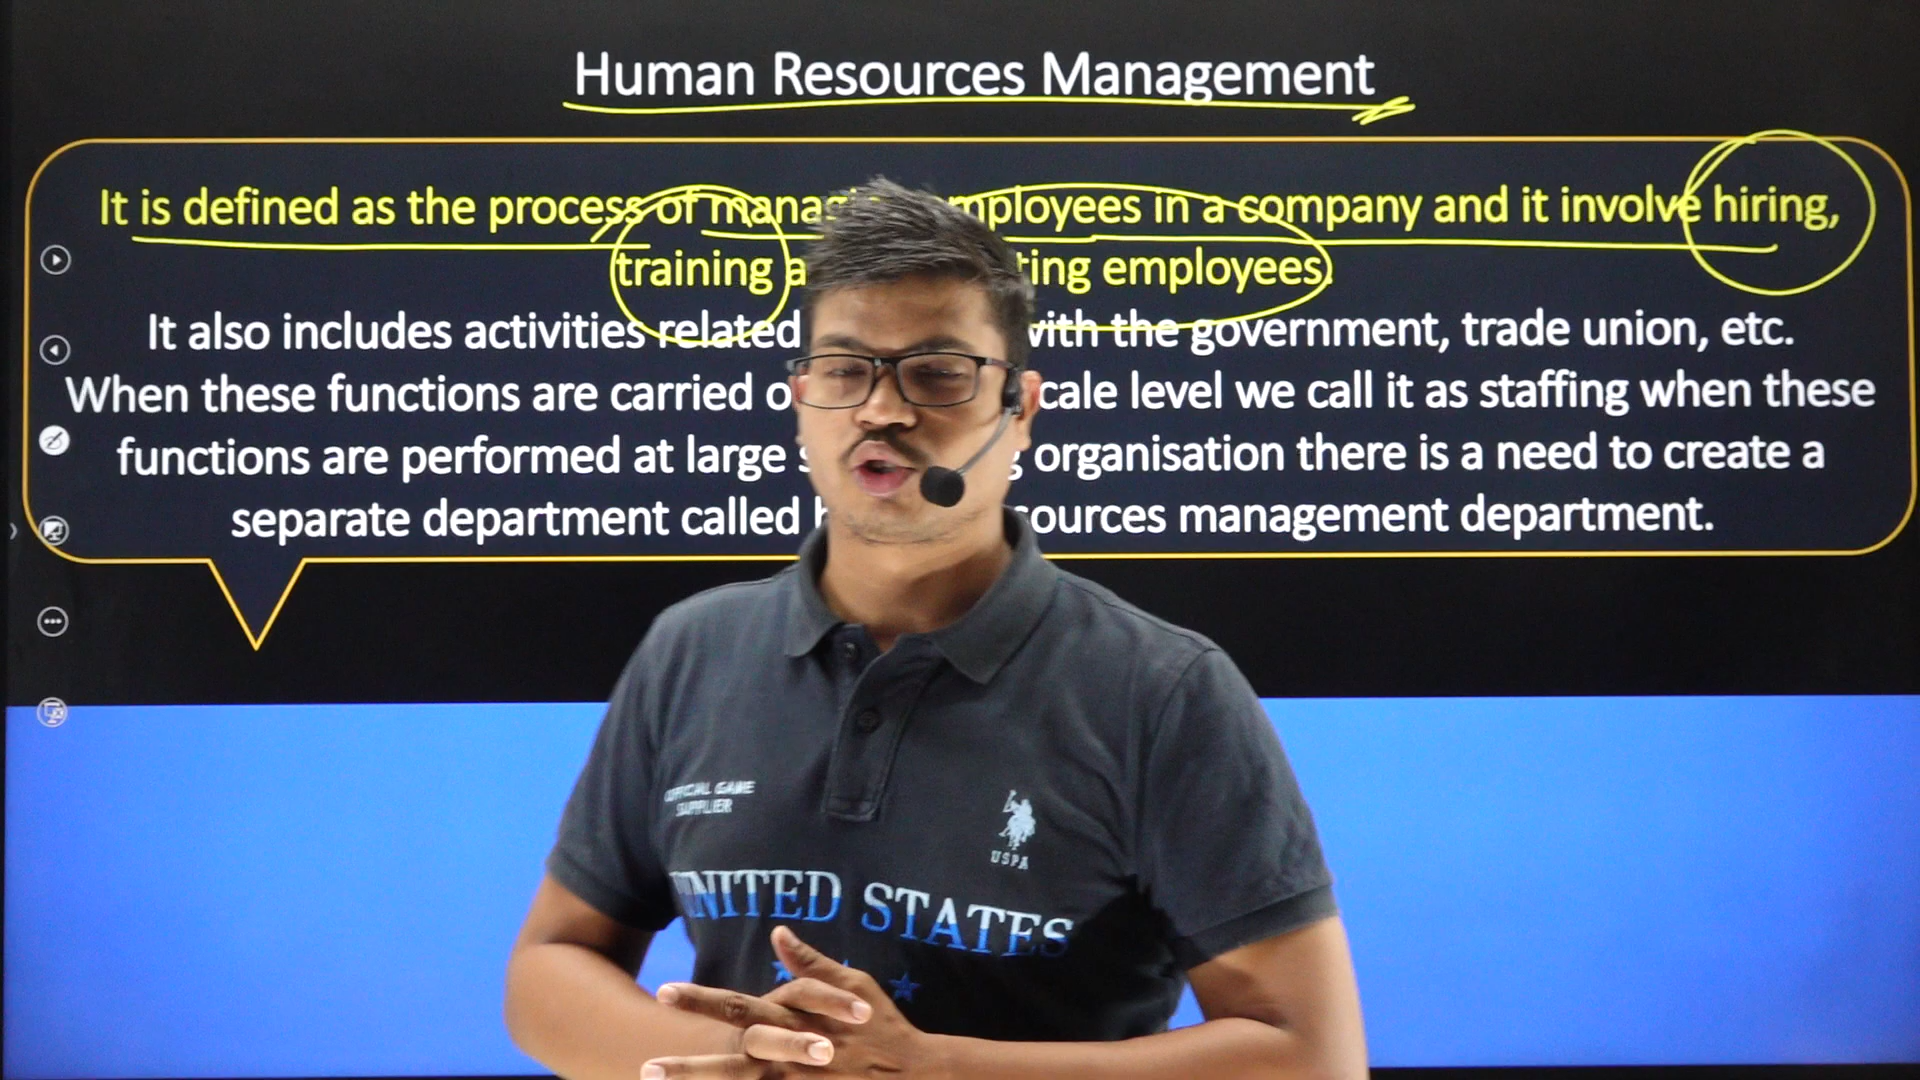 Human Resources Management
It is defined as the process of managi employees in a company and it involve hiring,
training a ting employees.
It also includes activities related with the government, trade union, etc.
When these functions are carried o cale level we call it as staffing when these
functions are performed at large s g organisation there is a need to create a
separate department called h sources management department.
OFFICIAL GAME
SUPPLIER
USPA
UNITED STATES